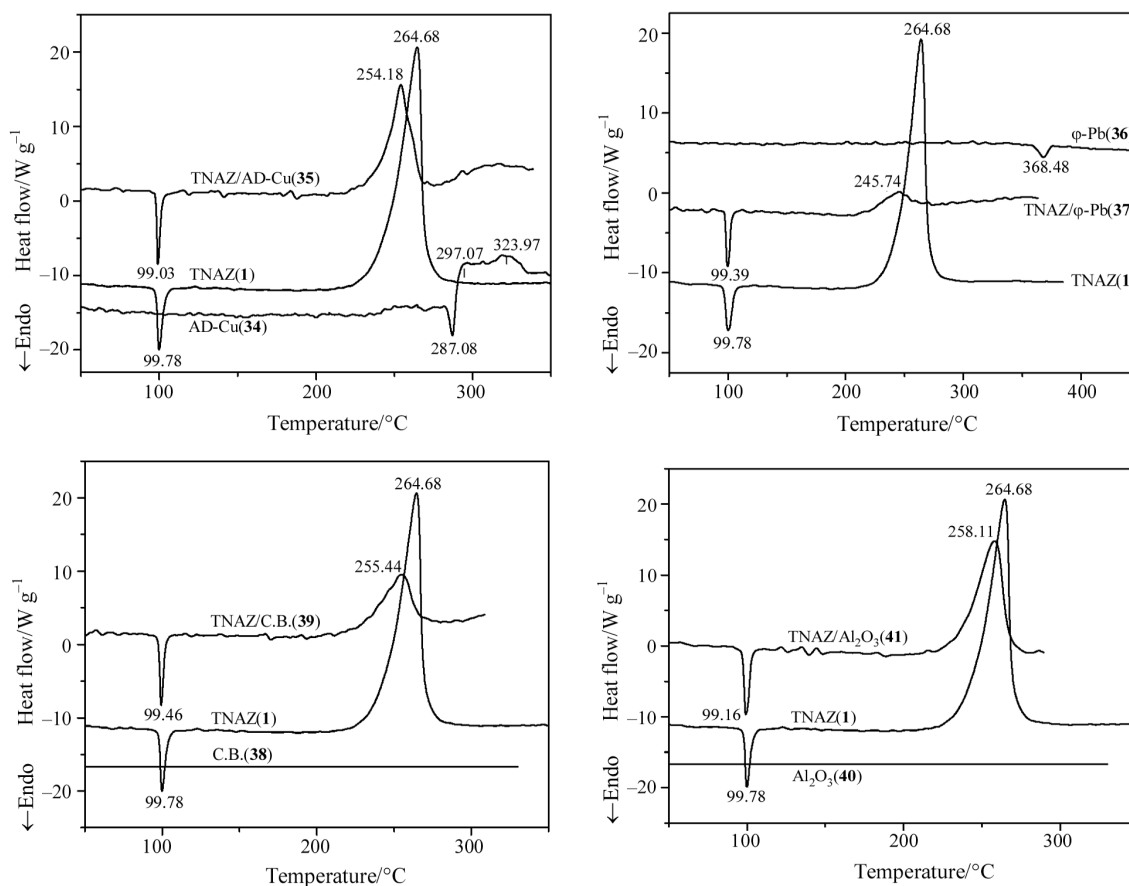 264.68
20
254.18
10
TNAZ/AD-Cu(35)
0
297.07
323.97
99.03
TNAZ(1)
−10
AD-Cu(34)
−20
99.78
287.08
Heat flow/W g⁻¹
←Endo
100
200
300
Temperature/°C
264.68
20
10
φ-Pb(36
368.48
245.74
0
TNAZ/φ-Pb(37
99.39
−10
TNAZ(1
−20
99.78
Heat flow/W g⁻¹
←Endo
100
200
300
400
Temperature/°C
264.68
20
255.44
10
TNAZ/C.B.(39)
0
99.46
TNAZ(1)
−10
C.B.(38)
−20
99.78
Heat flow/W g⁻¹
←Endo
100
200
300
Temperature/°C
264.68
20
258.11
10
TNAZ/Al₂O₃(41)
0
99.16
TNAZ(1)
−10
Al₂O₃(40)
−20
99.78
Heat flow/W g⁻¹
←Endo
100
200
300
Temperature/°C